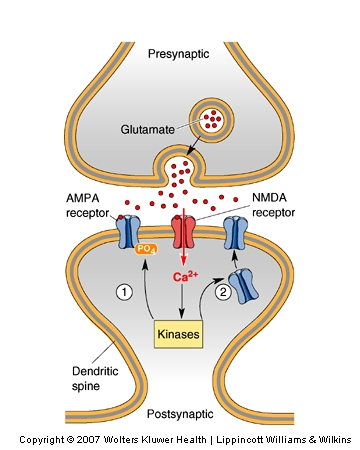 Presynaptic
Glutamate
AMPA
receptor
NMDA
receptor
PO₄
Ca²⁺
1
2
Kinases
Dendritic
spine
Postsynaptic
Copyright © 2007 Wolters Kluwer Health | Lippincott Williams & Wilkins